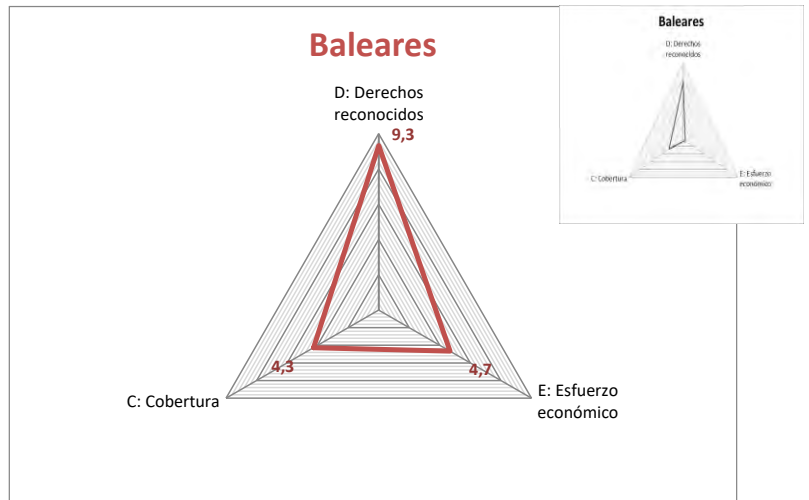 Baleares
D: Derechos
reconocidos
9,3
4,3
4,7
C: Cobertura
E: Esfuerzo
económico
Baleares
D: Derechos
reconocidos
C: Cobertura
E: Esfuerzo
económico